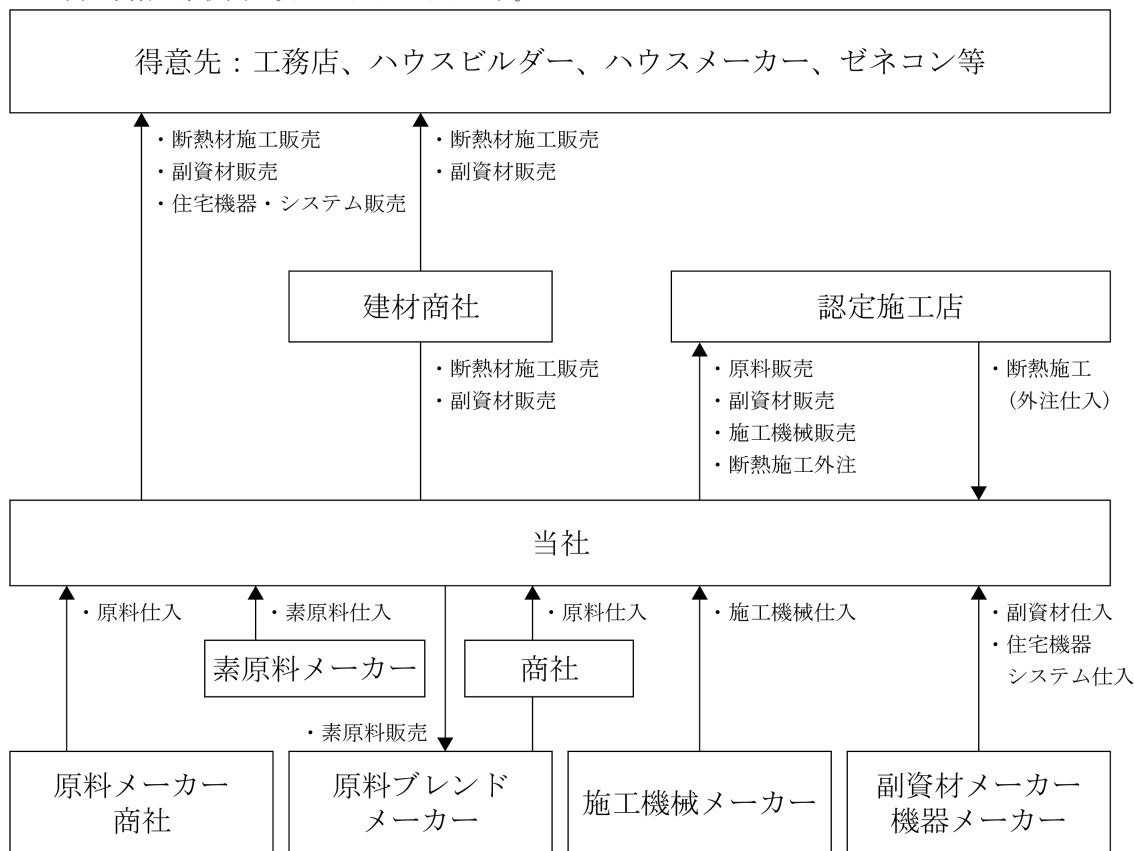 得意先：工務店、ハウスビルダー、ハウスメーカー、ゼネコン等
・断熱材施工販売
・副資材販売
・住宅機器・システム販売
・断熱材施工販売
・副資材販売
建材商社
認定施工店
・断熱材施工販売
・副資材販売
・原料販売
・副資材販売
・施工機械販売
・断熱施工外注
・断熱施工
（外注仕入）
当社
・原料仕入
・素原料仕入
・原料仕入
・施工機械仕入
・副資材仕入
・住宅機器
システム仕入
素原料メーカー
商社
・素原料販売
原料メーカー
商社
原料ブレンド
メーカー
施工機械メーカー
副資材メーカー
機器メーカー